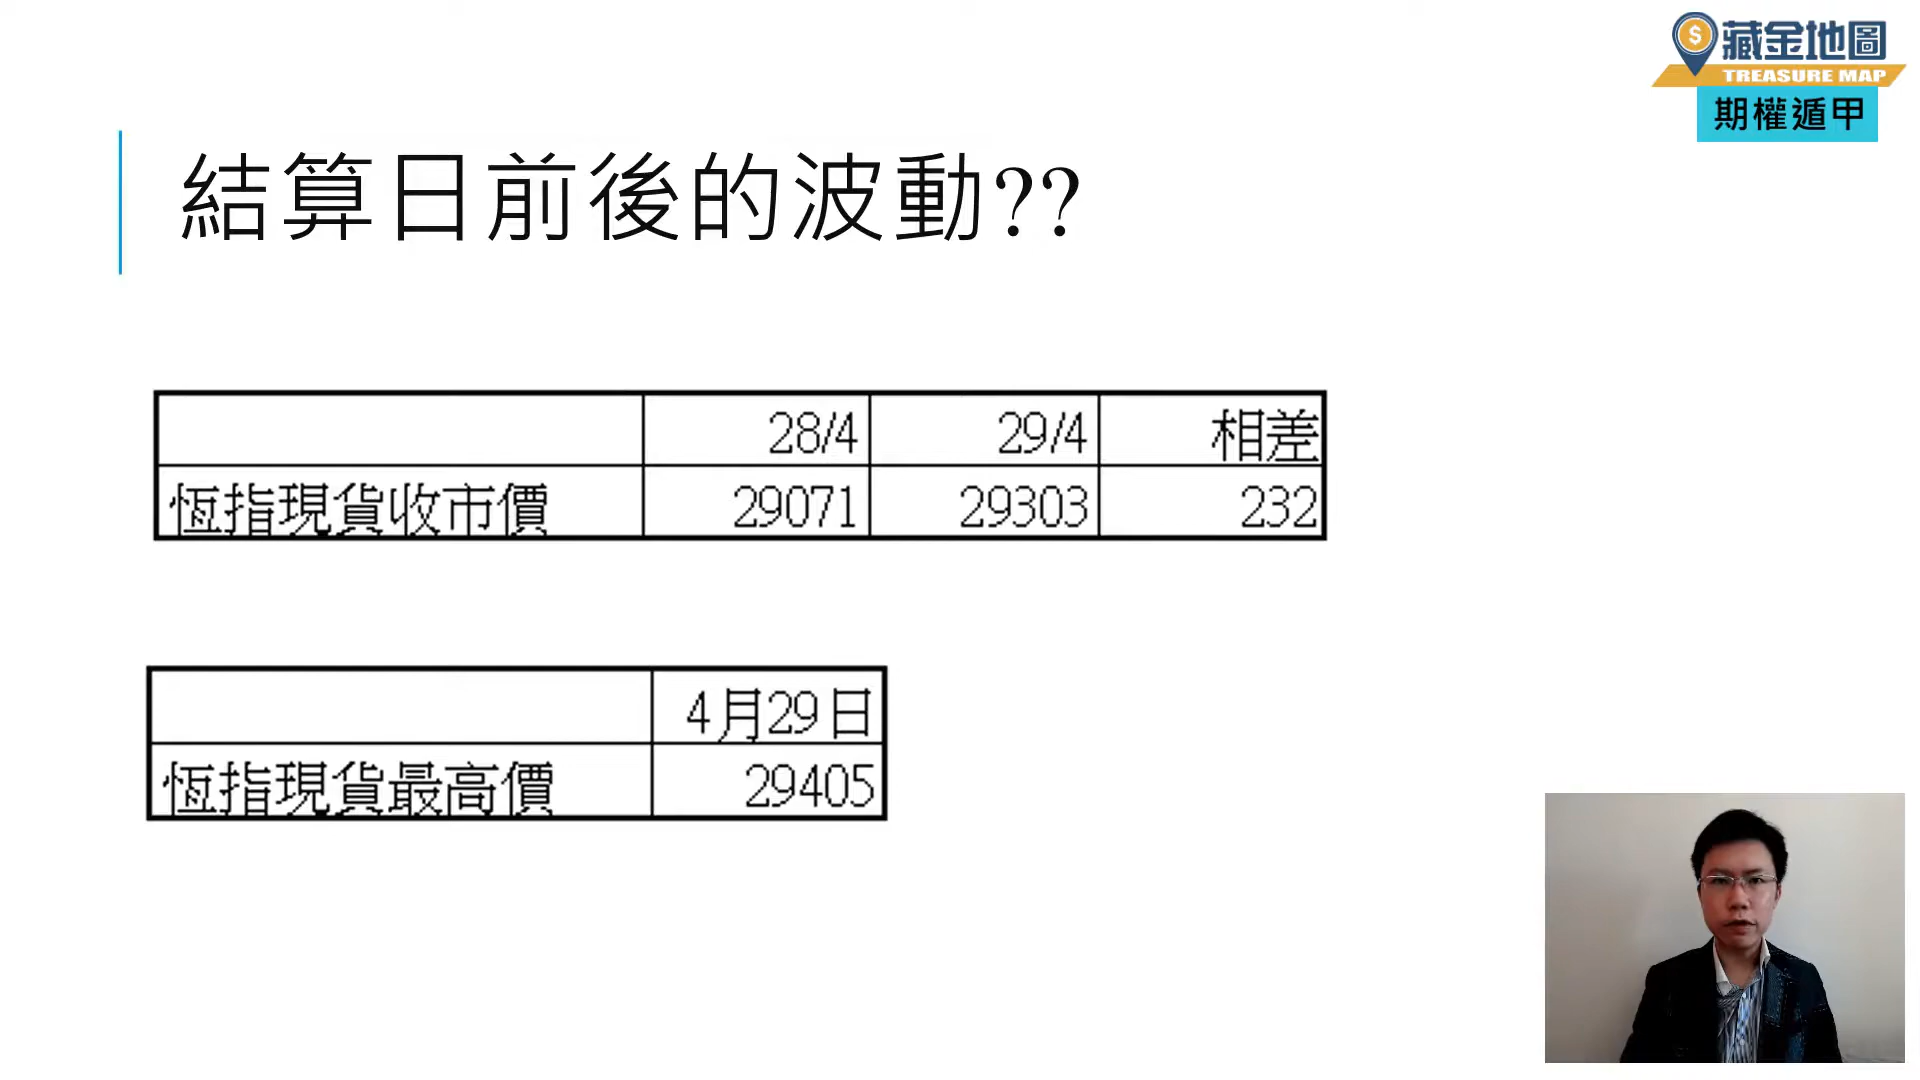 藏金地圖
TREASURE MAP
期權遁甲
結算日前後的波動??
28/4 29/4 相差
恆指現貨收市價 29071 29303 232
4月29日
恆指現貨最高價 29405